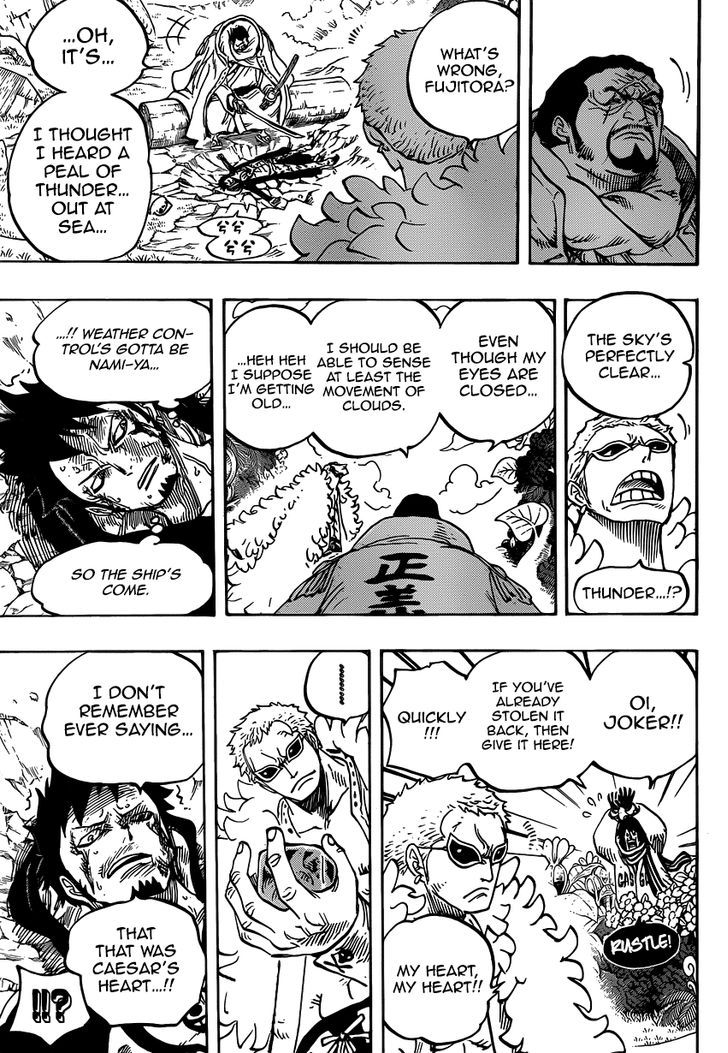 WHAT'S
WRONG,
FUJITORA?
...OH,
IT'S...
I THOUGHT
I HEARD A
PEAL OF
THUNDER...
OUT AT
SEA...
THE SKY'S
PERFECTLY
CLEAR...
THUNDER...!?
EVEN
THOUGH MY
EYES ARE
CLOSED...
I SHOULD BE
ABLE TO SENSE
AT LEAST THE
MOVEMENT OF
CLOUDS.
...HEH HEH
I SUPPOSE
I'M GETTING
OLD...
正義
...!! WEATHER CON-
TROL'S GOTTA BE
NAMI-YA...
SO THE SHIP'S
COME.
OI,
JOKER!!
IF YOU'VE
ALREADY
STOLEN IT
BACK, THEN
GIVE IT HERE!
QUICKLY
!!!
GAS
RUSTLE!
MY HEART,
MY HEART!!
I DON'T
REMEMBER
EVER SAYING...
THAT
THAT WAS
CAESAR'S
HEART...!!
!!?